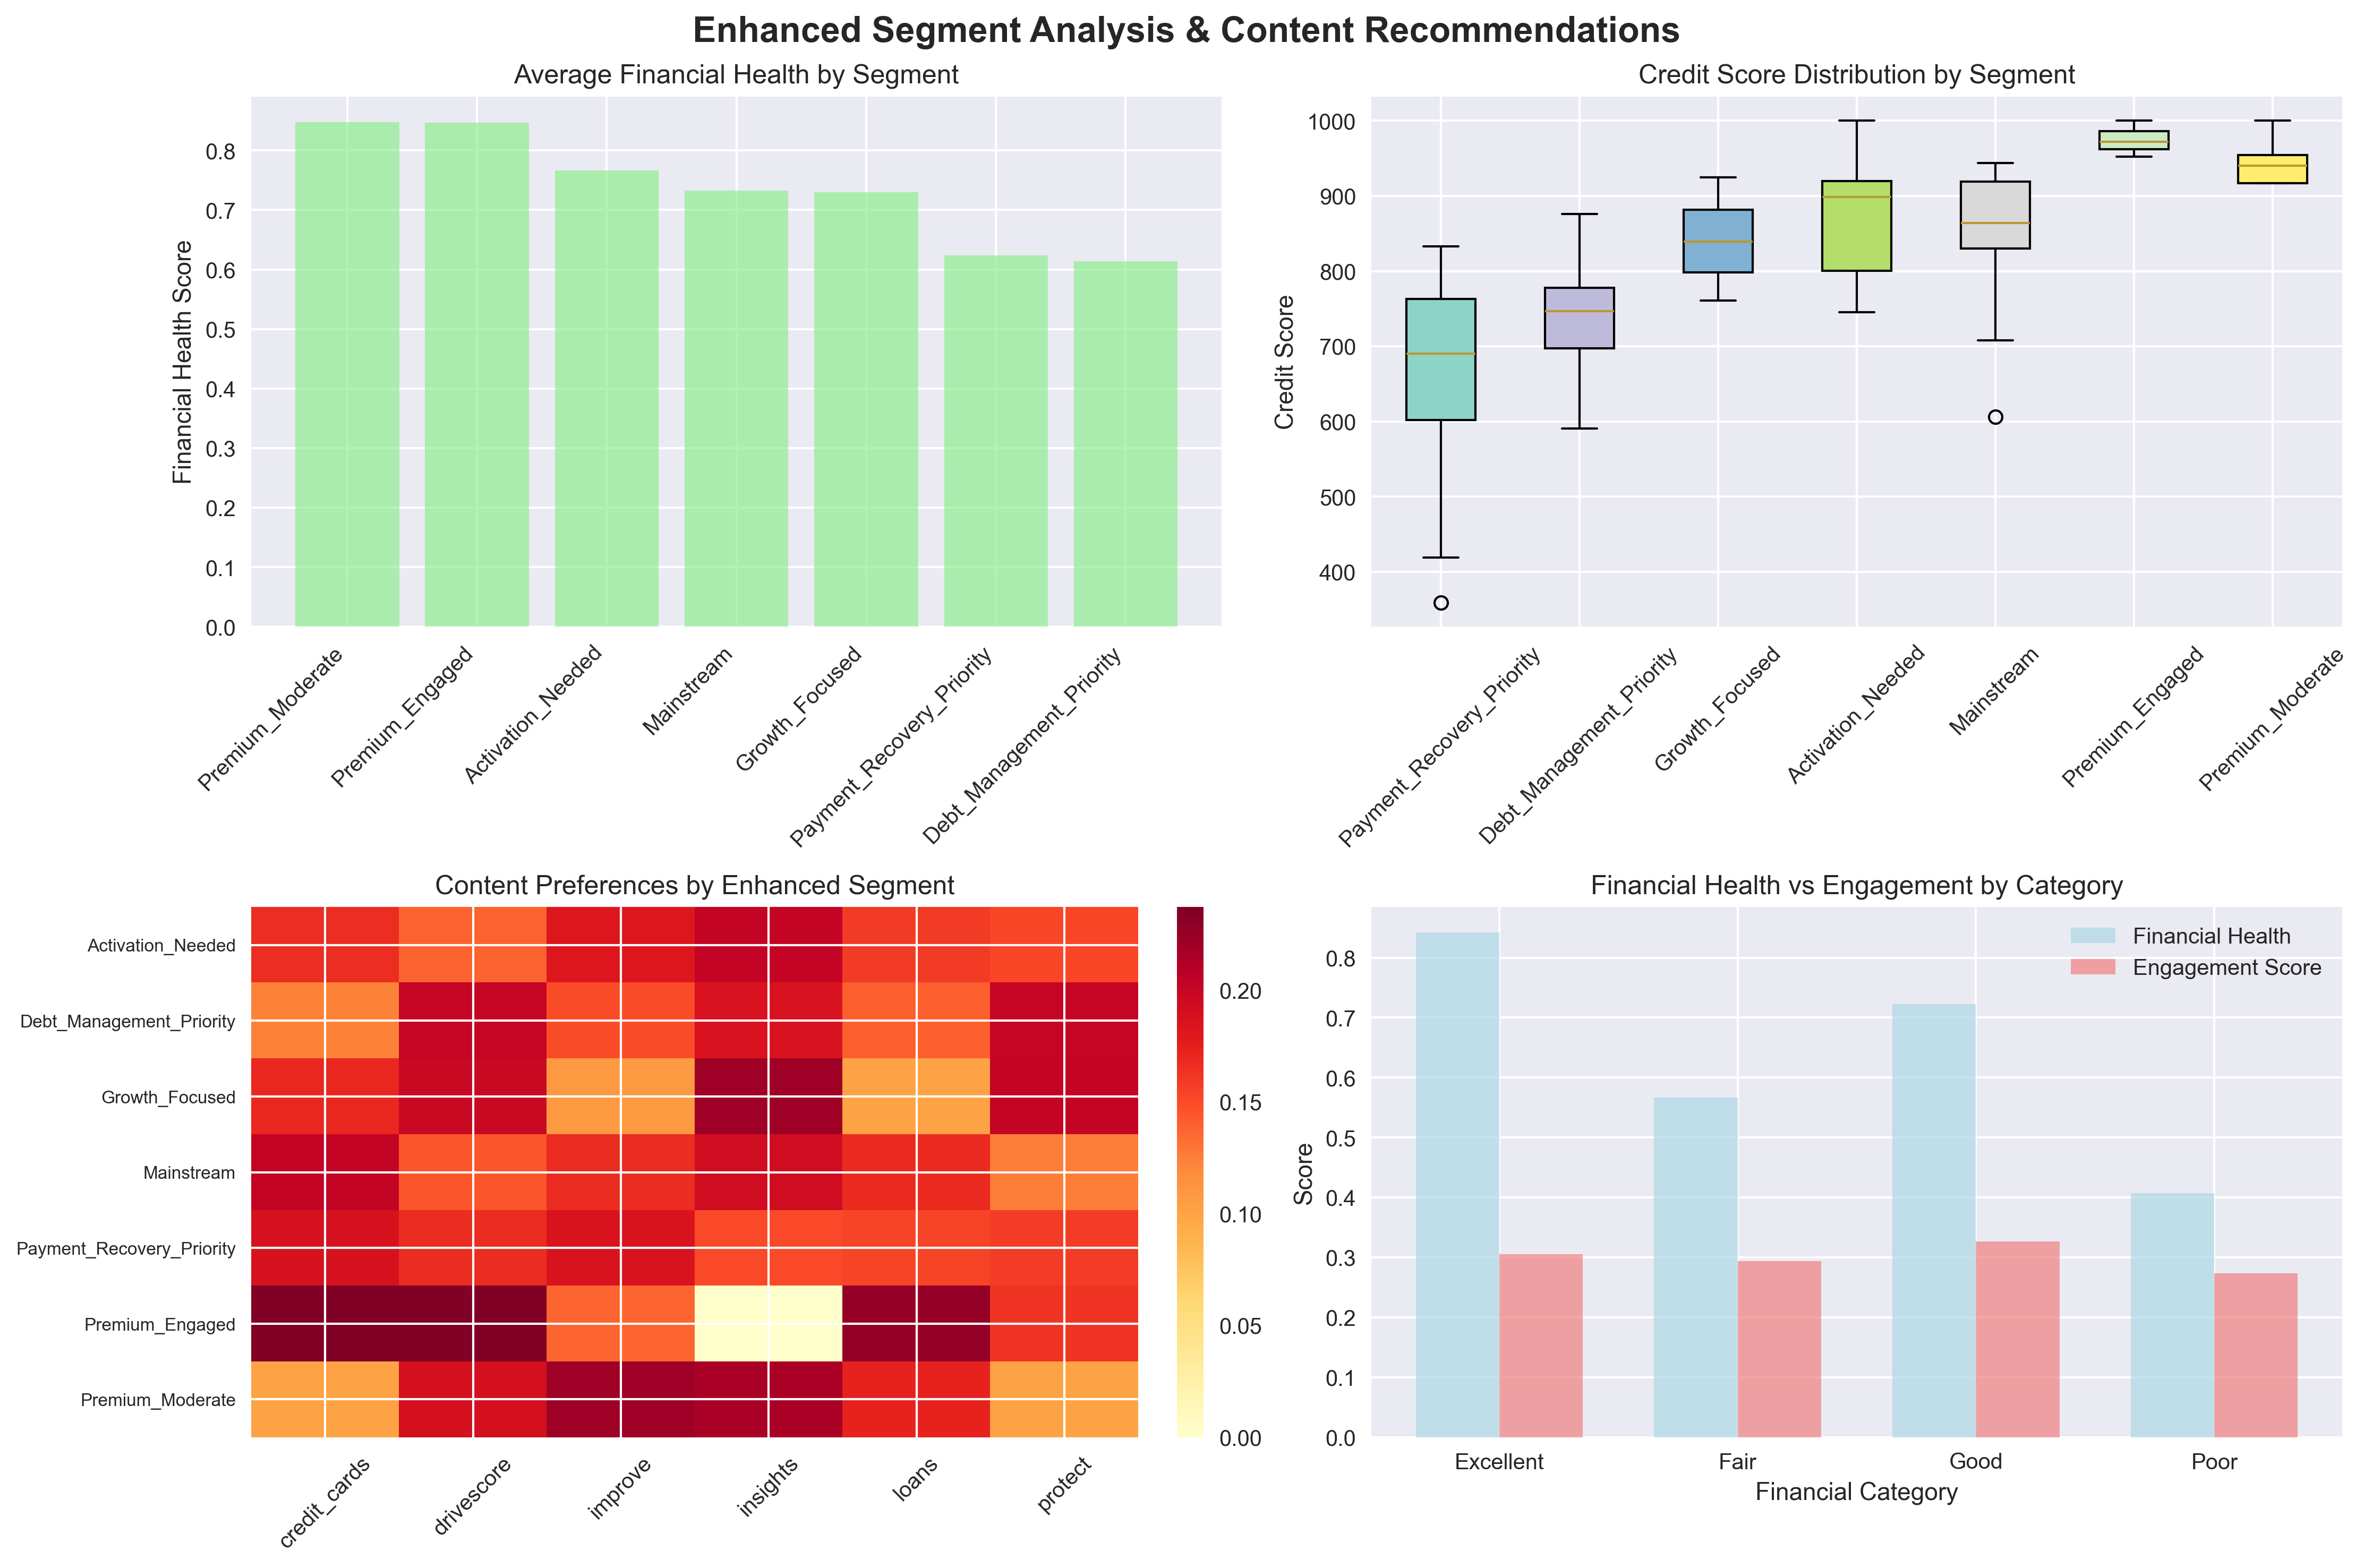 Enhanced Segment Analysis & Content Recommendations
Average Financial Health by Segment
Financial Health Score
0.8
0.7
0.6
0.5
0.4
0.3
0.2
0.1
0.0
Premium_Moderate
Premium_Engaged
Activation_Needed
Mainstream
Growth_Focused
Payment_Recovery_Priority
Debt_Management_Priority
Credit Score Distribution by Segment
Credit Score
1000
900
800
700
600
500
400
Payment_Recovery_Priority
Debt_Management_Priority
Growth_Focused
Activation_Needed
Mainstream
Premium_Engaged
Premium_Moderate
Content Preferences by Enhanced Segment
Activation_Needed
Debt_Management_Priority
Growth_Focused
Mainstream
Payment_Recovery_Priority
Premium_Engaged
Premium_Moderate
credit_cards
drivescore
improve
insights
loans
protect
0.20
0.15
0.10
0.05
0.00
Financial Health vs Engagement by Category
Financial Health
Engagement Score
Score
0.8
0.7
0.6
0.5
0.4
0.3
0.2
0.1
0.0
Excellent
Fair
Good
Poor
Financial Category